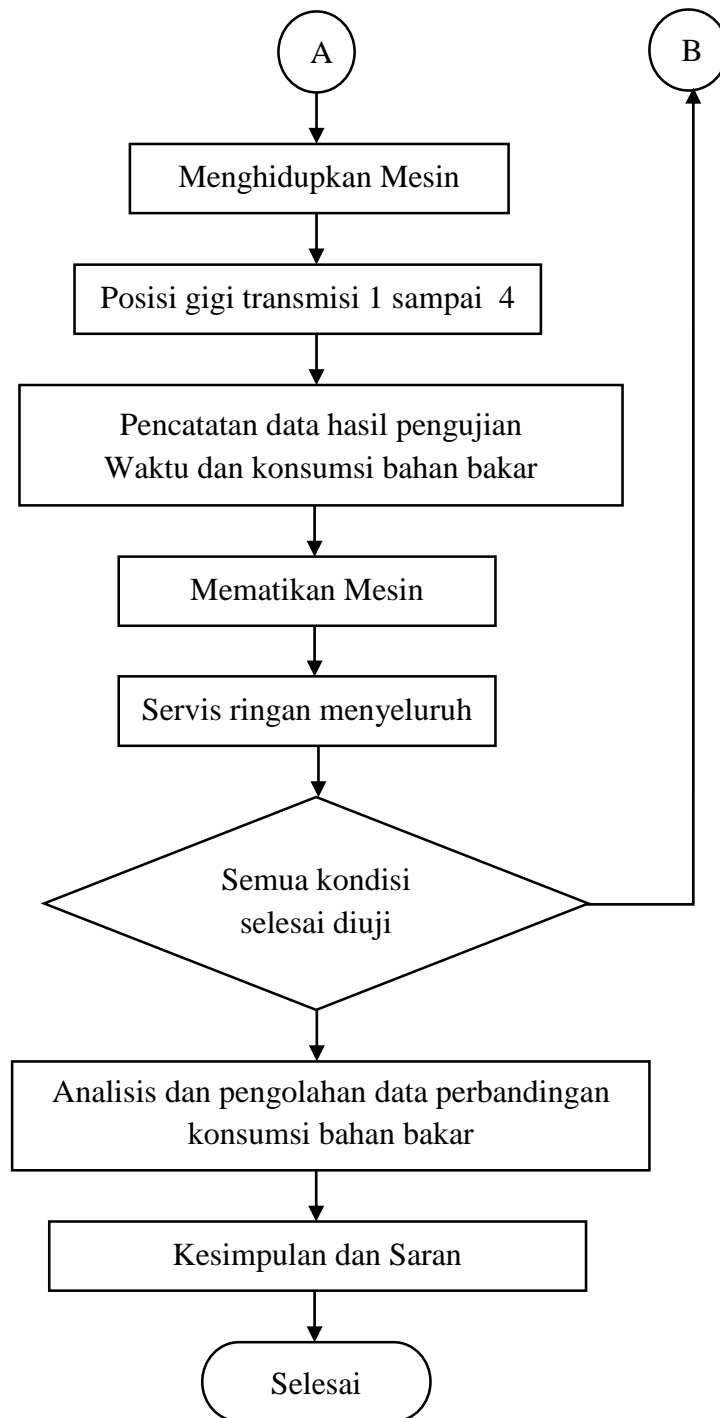 A
B
Menghidupkan Mesin
Posisi gigi transmisi 1 sampai 4
Pencatatan data hasil pengujian
Waktu dan konsumsi bahan bakar
Mematikan Mesin
Servis ringan menyeluruh
Semua kondisi
selesai diuji
Analisis dan pengolahan data perbandingan
konsumsi bahan bakar
Kesimpulan dan Saran
Selesai